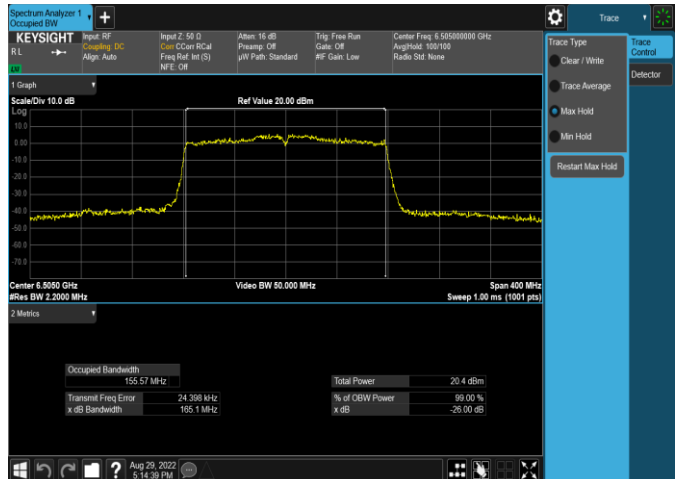 Spectrum Analyzer 1
Occupied BW
Trace
KEYSIGHT
RL
Input: RF
Coupling: DC
Align: Auto
Input Z: 50 Ω
Corr CCorr RCal
Freq Ref: Int (S)
NFE: Off
Atten: 16 dB
Preamp: Off
µW Path: Standard
Trig: Free Run
Gate: Off
#IF Gain: Low
Center Freq: 6.505000000 GHz
Avg|Hold: 100/100
Radio Std: None
Trace Type
Clear / Write
Trace Average
Max Hold
Min Hold
Restart Max Hold
Trace Control
Detector
1 Graph
Scale/Div 10.0 dB
Ref Value 20.00 dBm
Log
10.0
0.00
-10.0
-20.0
-30.0
-40.0
-50.0
-60.0
-70.0
Center 6.5050 GHz
Video BW 50.000 MHz
Span 400 MHz
#Res BW 2.2000 MHz
Sweep 1.00 ms (1001 pts)
2 Metrics
Occupied Bandwidth
155.57 MHz
Total Power 20.4 dBm
Transmit Freq Error 24.398 kHz
% of OBW Power 99.00 %
x dB Bandwidth 165.1 MHz
x dB -26.00 dB
Aug 29, 2022
5:14:39 PM